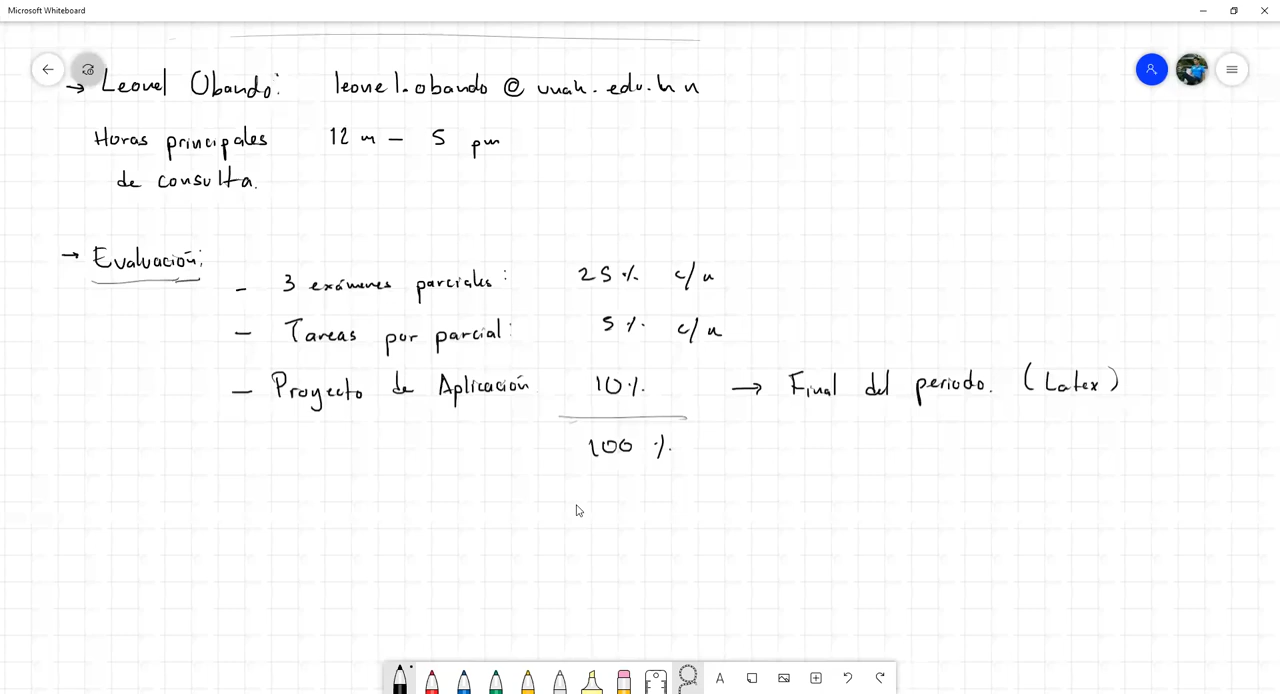 Microsoft Whiteboard
→ Leonel Obando: leonel.obando @ unah.edu.hn
Horas principales 12 m - 5 pm
de consulta.
→ Evaluación:
- 3 exámenes parciales: 25 % c/u
- Tareas por parcial: 5 % c/u
- Proyecto de Aplicación 10 % → Final del periodo. (Latex)
100 %
A